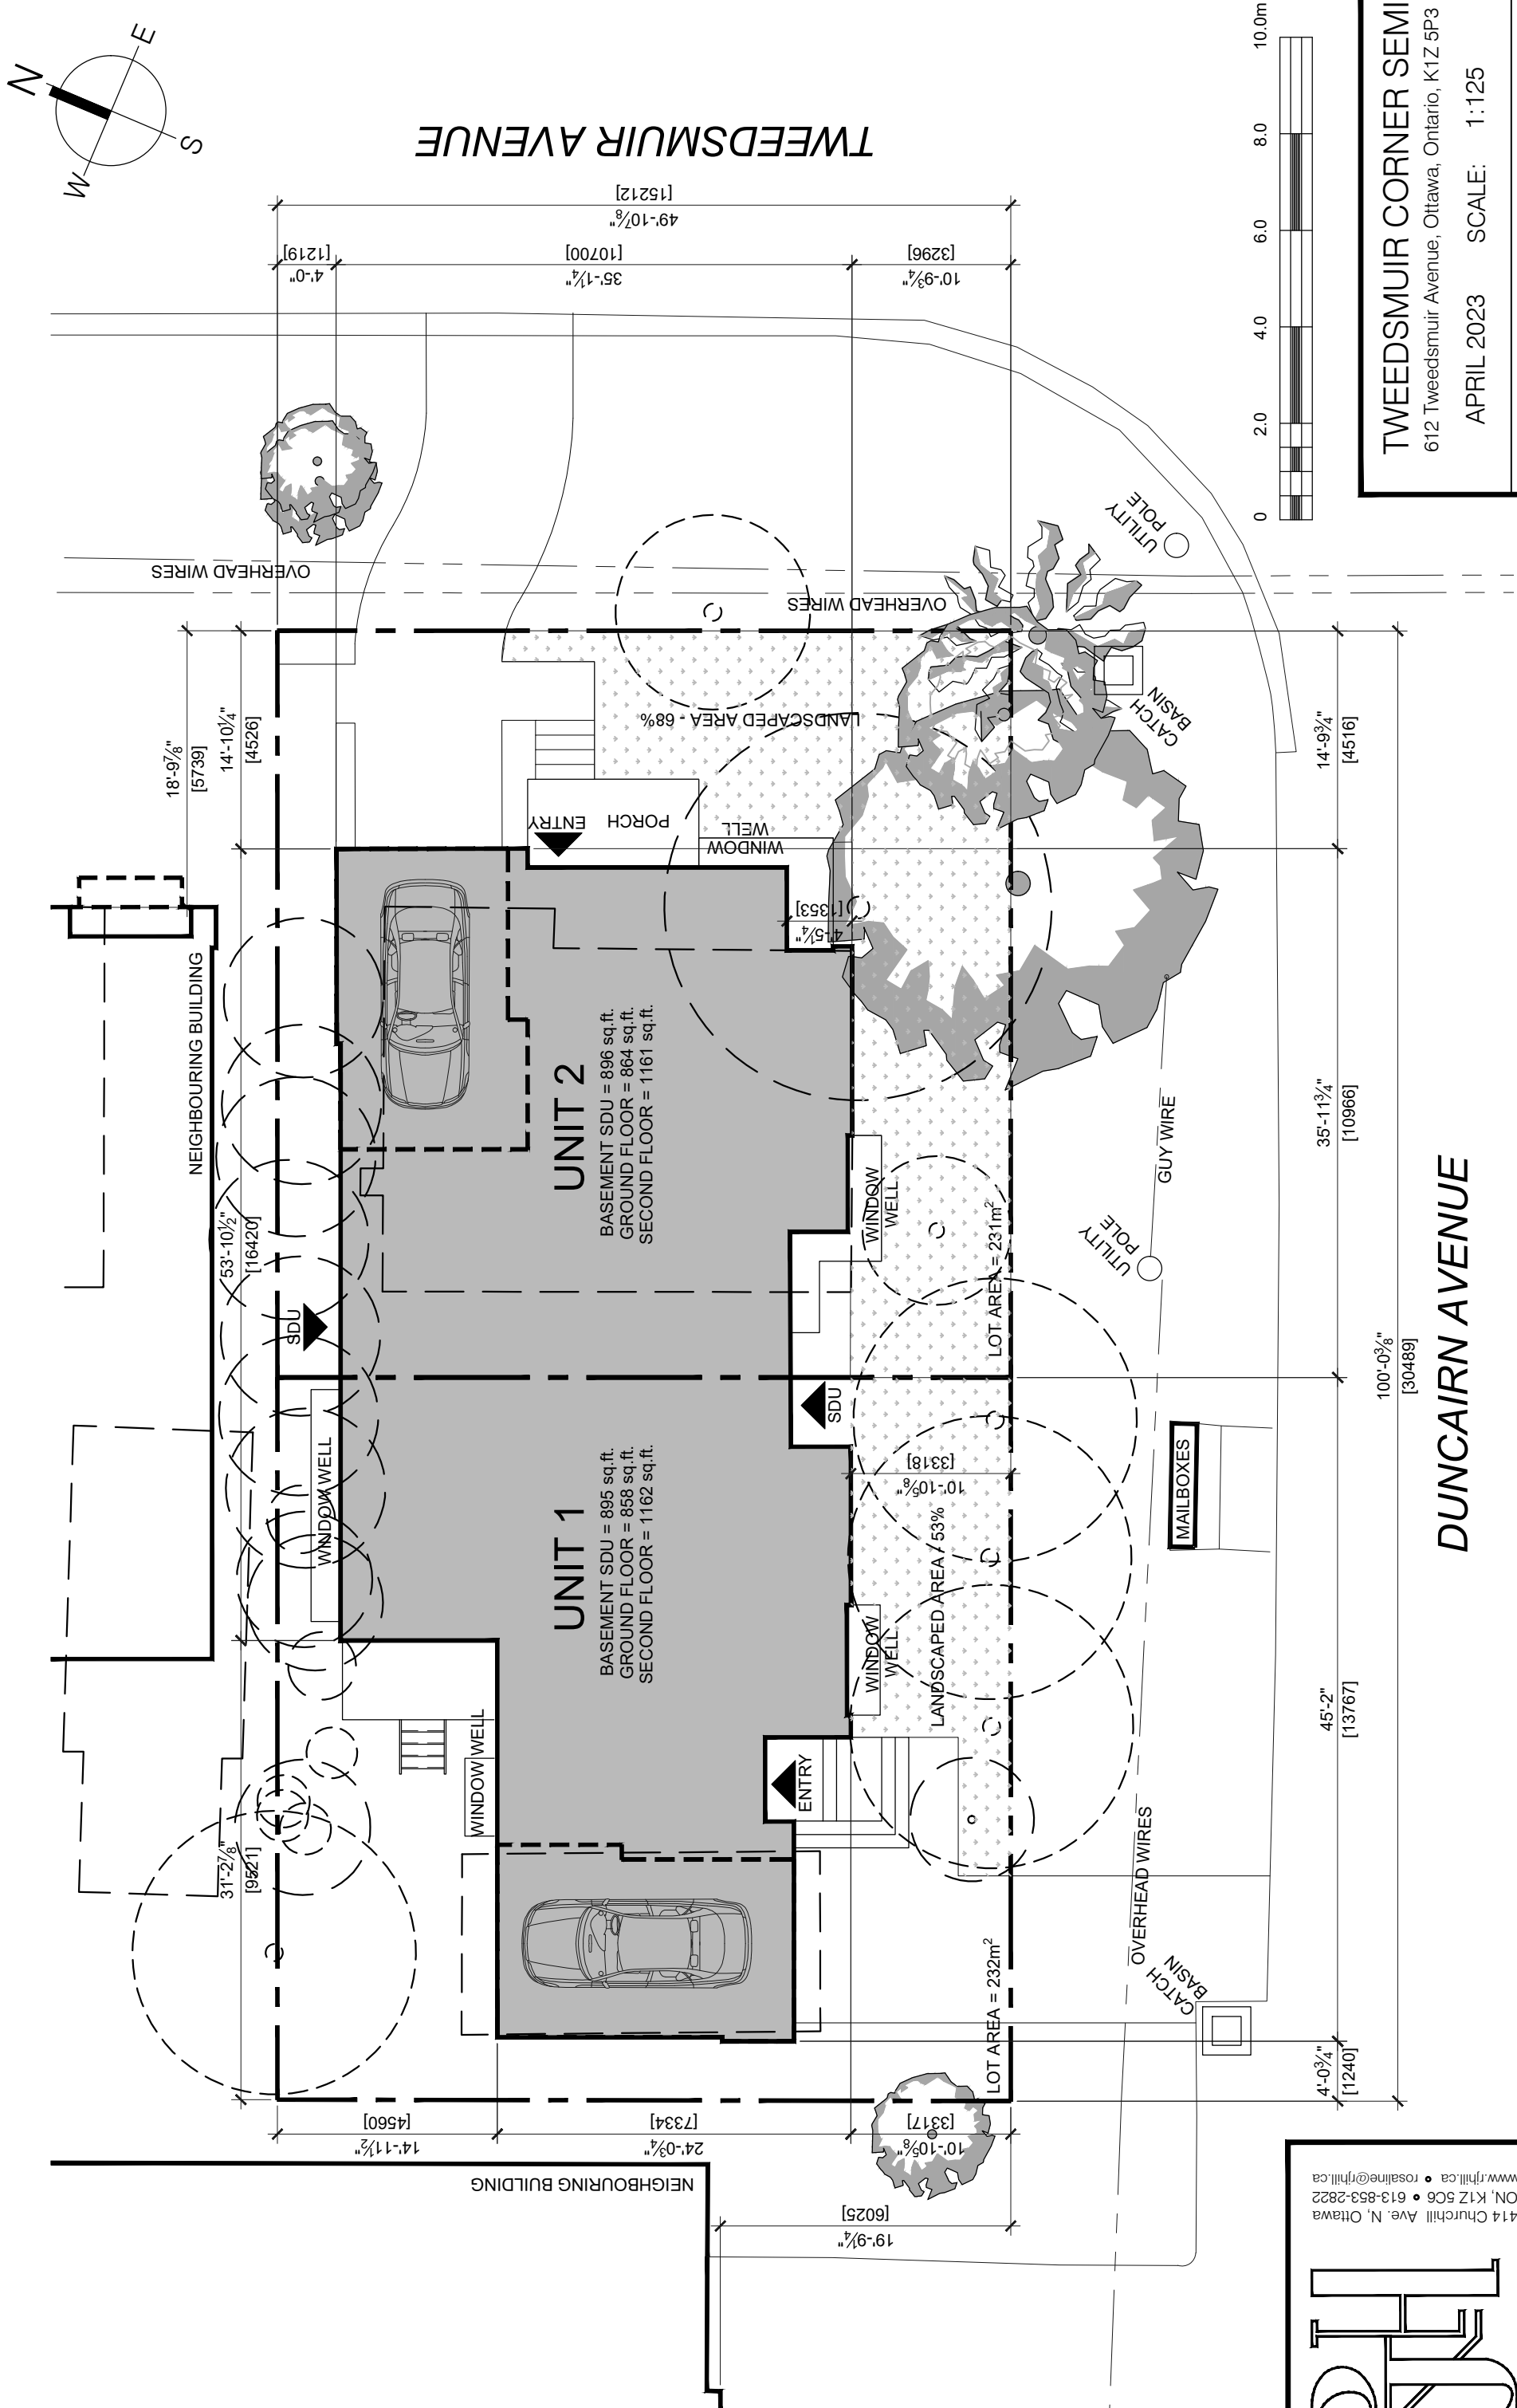 N
E
S
W
TWEEDSMUIR AVENUE
49'-10⅞"
[15212]
4'-0"
[1219]
35'-1¼"
[10700]
10'-9¾"
[3296]
OVERHEAD WIRES
OVERHEAD WIRES
UTILITY
POLE
CATCH
BASIN
18'-9⅞"
[5739]
14'-10¼"
[4526]
14'-9¾"
[4516]
LANDSCAPED AREA - 68%
ENTRY
PORCH
WINDOW
WELL
4'-5¼"
[1353]
NEIGHBOURING BUILDING
53'-10½"
[16420]
UNIT 2
BASEMENT SDU = 896 sq.ft.
GROUND FLOOR = 864 sq.ft.
SECOND FLOOR = 1161 sq.ft.
WINDOW
WELL
LOT AREA = 231m²
GUY WIRE
UTILITY
POLE
35'-11¾"
[10966]
SDU
SDU
100'-0⅜"
[30489]
DUNCAIRN AVENUE
WINDOW WELL
UNIT 1
BASEMENT SDU = 895 sq.ft.
GROUND FLOOR = 858 sq.ft.
SECOND FLOOR = 1162 sq.ft.
10'-10⅝"
[3318]
LANDSCAPED AREA - 53%
MAILBOXES
WINDOW
WELL
WINDOW WELL
ENTRY
45'-2"
[13767]
31'-2⅞"
[9521]
OVERHEAD WIRES
CATCH
BASIN
LOT AREA = 232m²
4'-0¾"
[1240]
14'-11½"
[4560]
24'-0¾"
[7334]
10'-10⅝"
[3317]
NEIGHBOURING BUILDING
19'-9¼"
[6025]
0
2.0
4.0
6.0
8.0
10.0m
TWEEDSMUIR CORNER SEMI
612 Tweedsmuir Avenue, Ottawa, Ontario, K1Z 5P3
APRIL 2023 SCALE: 1:125
414 Churchill Ave. N, Ottawa
ON, K1Z 5C6 • 613-853-2822
www.rjhill.ca • rosaline@rjhill.ca